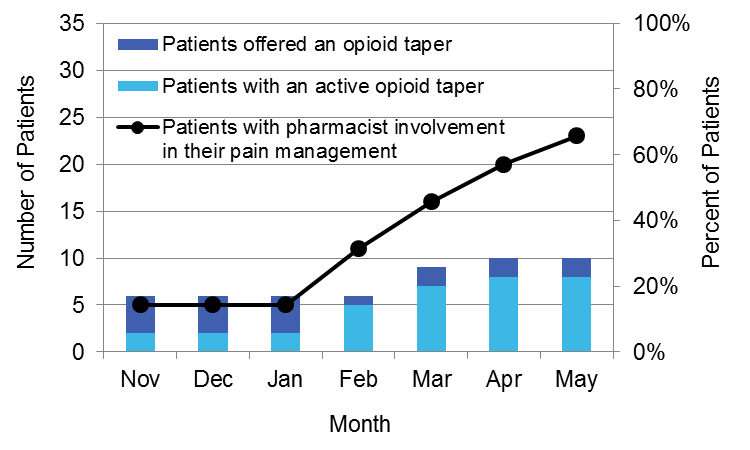 35
30
25
20
15
10
5
0
Number of Patients
Patients offered an opioid taper
Patients with an active opioid taper
Patients with pharmacist involvement
in their pain management
100%
80%
60%
40%
20%
0%
Percent of Patients
Nov Dec Jan Feb Mar Apr May
Month